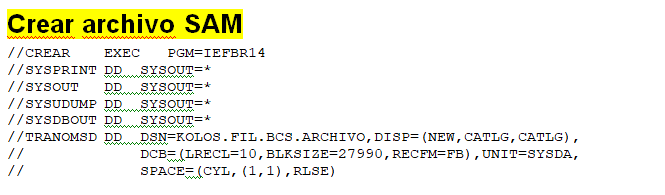 Crear archivo SAM
//CREAR    EXEC   PGM=IEFBR14
//SYSPRINT DD  SYSOUT=*
//SYSOUT   DD  SYSOUT=*
//SYSUDUMP DD  SYSOUT=*
//SYSDBOUT DD  SYSOUT=*
//TRANOMSD DD  DSN=KOLOS.FIL.BCS.ARCHIVO,DISP=(NEW,CATLG,CATLG),
//             DCB=(LRECL=10,BLKSIZE=27990,RECFM=FB),UNIT=SYSDA,
//             SPACE=(CYL,(1,1),RLSE)